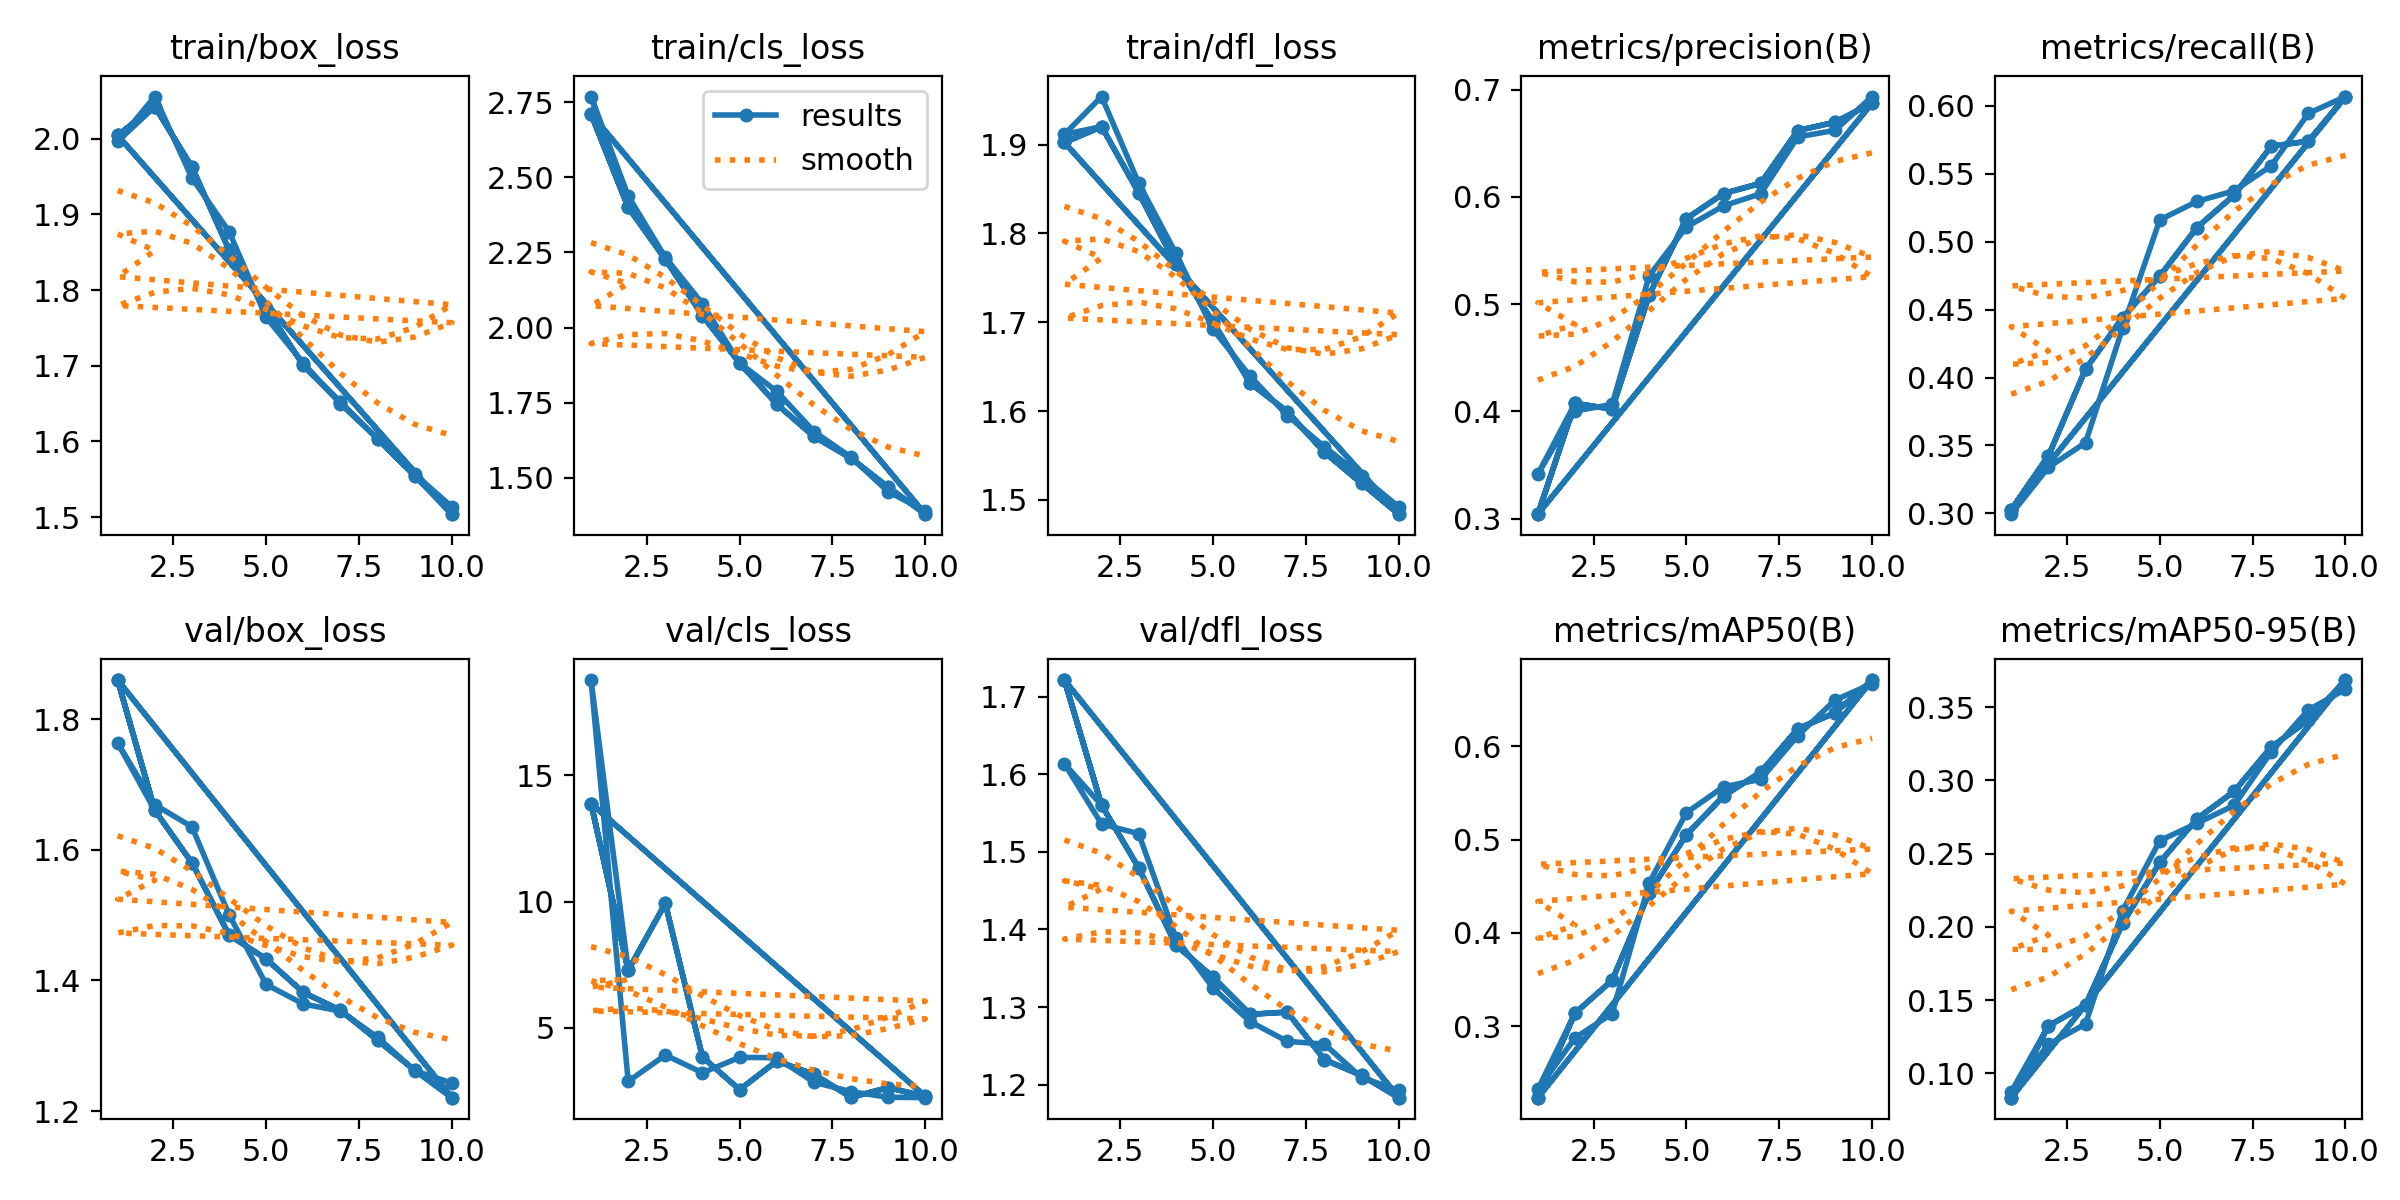 train/box_loss
train/cls_loss
train/dfl_loss
metrics/precision(B)
metrics/recall(B)
results
smooth
2.0
1.9
1.8
1.7
1.6
1.5
2.5 5.0 7.5 10.0
2.75
2.50
2.25
2.00
1.75
1.50
2.5 5.0 7.5 10.0
1.9
1.8
1.7
1.6
1.5
2.5 5.0 7.5 10.0
0.7
0.6
0.5
0.4
0.3
2.5 5.0 7.5 10.0
0.60
0.55
0.50
0.45
0.40
0.35
0.30
2.5 5.0 7.5 10.0
val/box_loss
val/cls_loss
val/dfl_loss
metrics/mAP50(B)
metrics/mAP50-95(B)
1.8
1.6
1.4
1.2
2.5 5.0 7.5 10.0
15
10
5
2.5 5.0 7.5 10.0
1.7
1.6
1.5
1.4
1.3
1.2
2.5 5.0 7.5 10.0
0.6
0.5
0.4
0.3
2.5 5.0 7.5 10.0
0.35
0.30
0.25
0.20
0.15
0.10
2.5 5.0 7.5 10.0